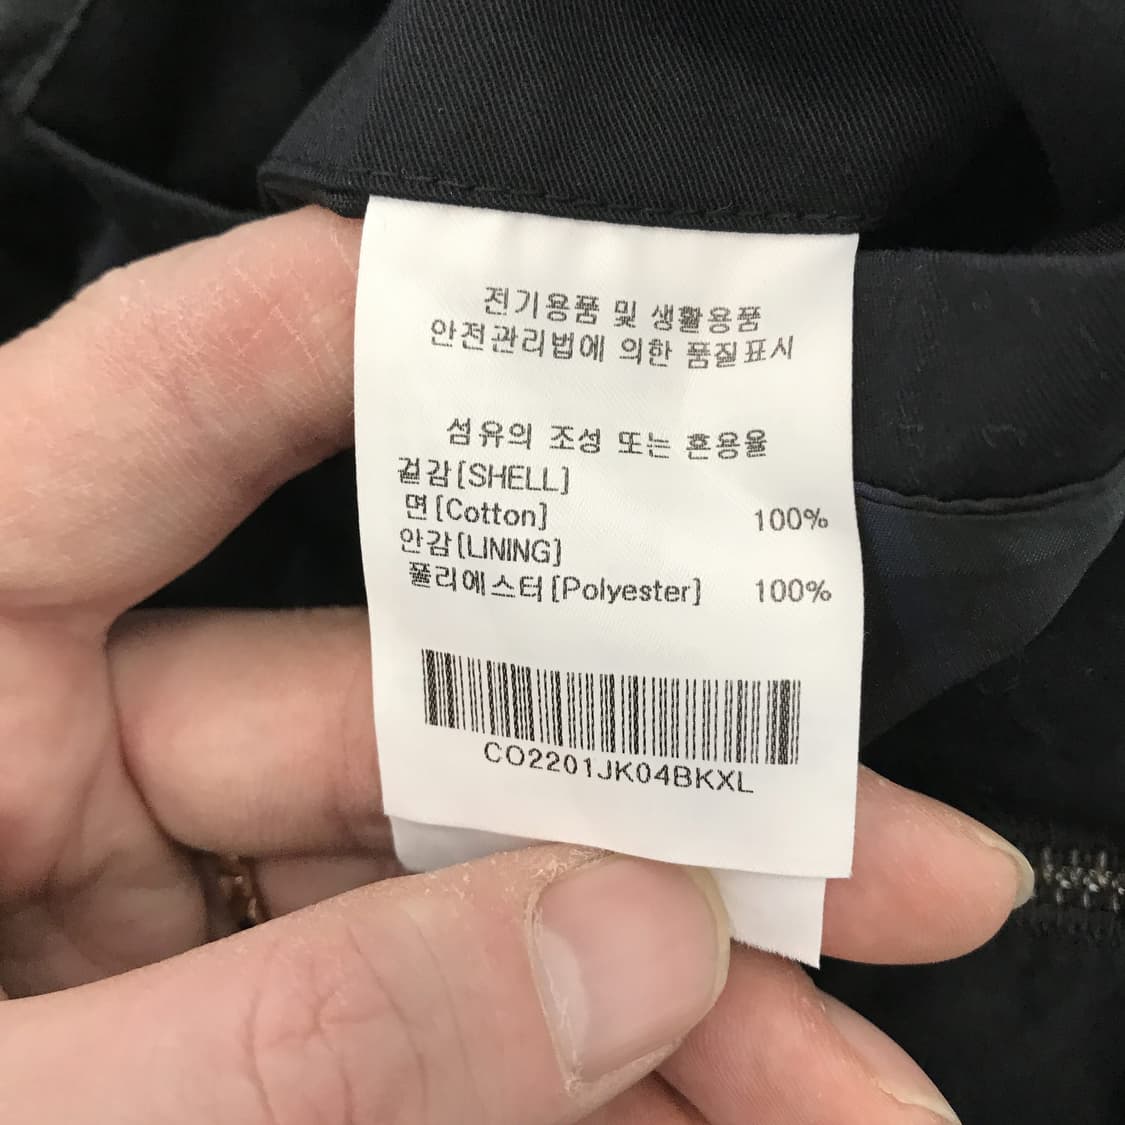 전기용품 및 생활용품
안전관리법에 의한 품질표시
섬유의 조성 또는 혼용율
겉감[SHELL]
면[Cotton] 100%
안감[LINING]
폴리에스터[Polyester] 100%
CO2201JK04BKXL